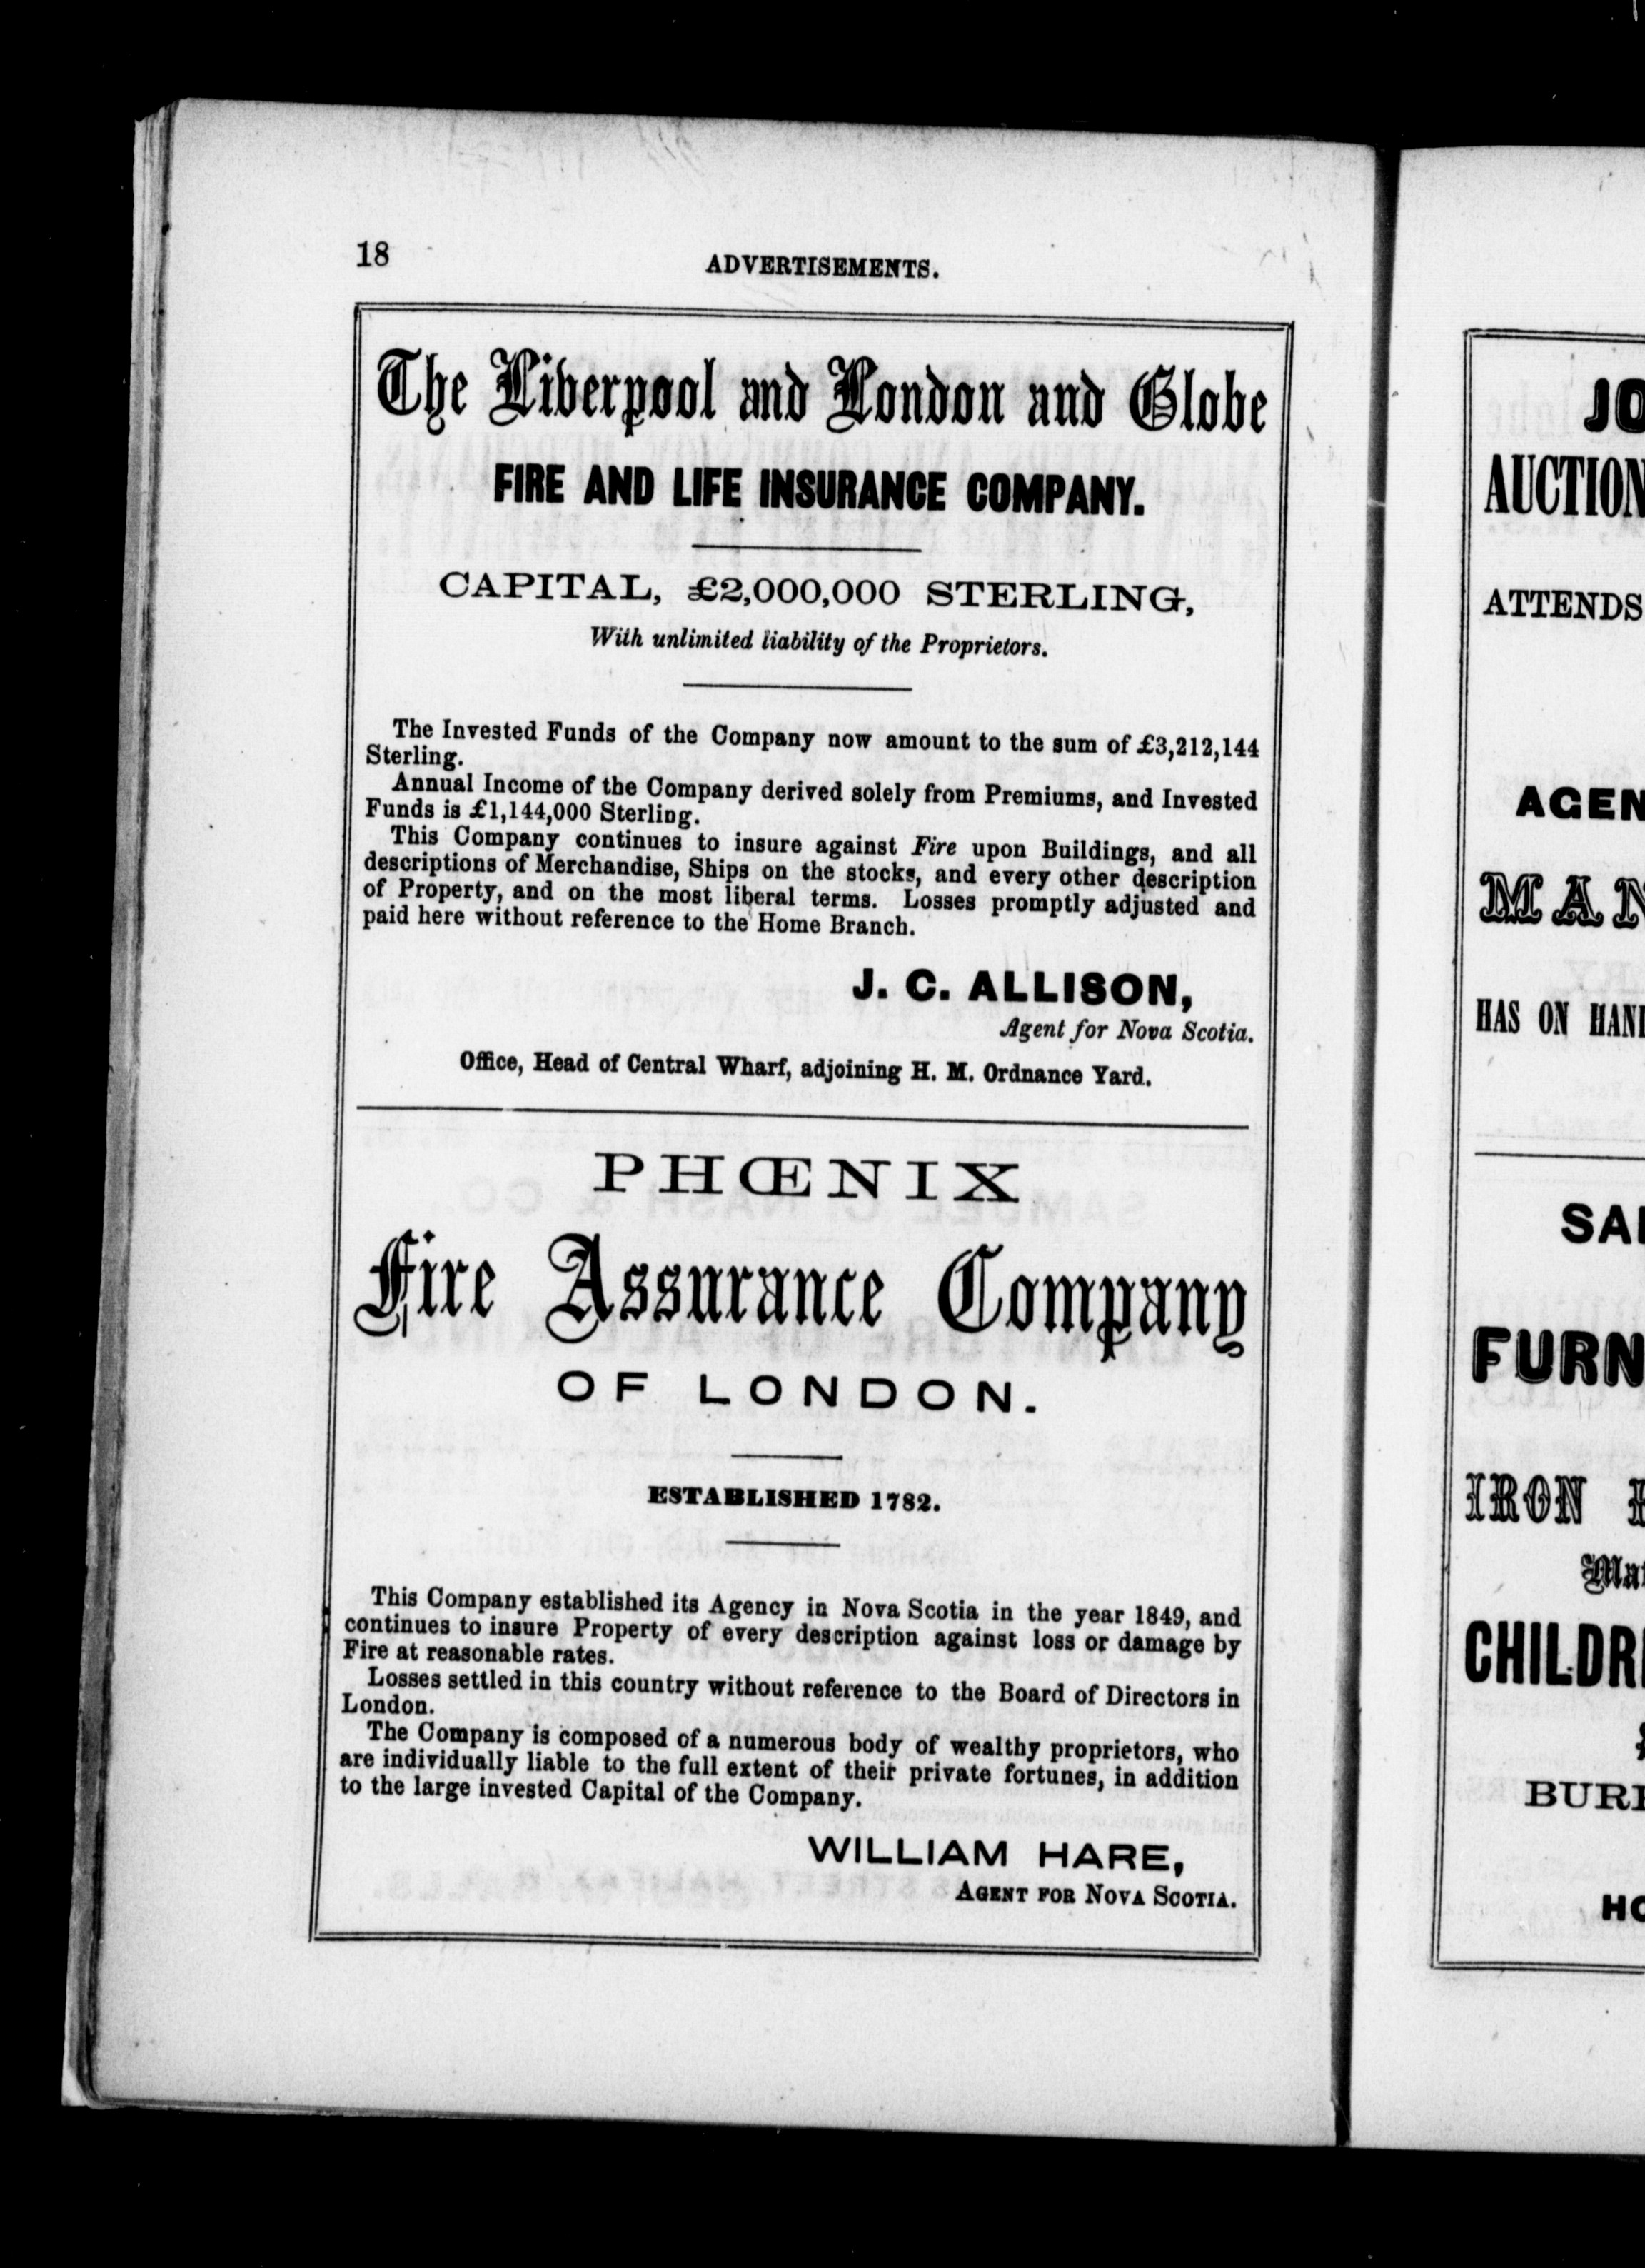 18
ADVERTISEMENTS.
The Liverpool and London and Globe
FIRE AND LIFE INSURANCE COMPANY.
CAPITAL, £2,000,000 STERLING,
With unlimited liability of the Proprietors.
The Invested Funds of the Company now amount to the sum of £3,212,144
Sterling.
Annual Income of the Company derived solely from Premiums, and Invested
Funds is £1,144,000 Sterling.
This Company continues to insure against Fire upon Buildings, and all
descriptions of Merchandise, Ships on the stocks, and every other description
of Property, and on the most liberal terms. Losses promptly adjusted and
paid here without reference to the Home Branch.
J. C. ALLISON,
Agent for Nova Scotia.
Office, Head of Central Wharf, adjoining H. M. Ordnance Yard.
PHŒNIX
Fire Assurance Company
OF LONDON.
ESTABLISHED 1782.
This Company established its Agency in Nova Scotia in the year 1849, and
continues to insure Property of every description against loss or damage by
Fire at reasonable rates.
Losses settled in this country without reference to the Board of Directors in
London.
The Company is composed of a numerous body of wealthy proprietors, who
are individually liable to the full extent of their private fortunes, in addition
to the large invested Capital of the Company.
WILLIAM HARE,
AGENT FOR NOVA SCOTIA.
JO
AUCTION
ATTENDS
AGEN
MAN
HAS ON HAN
SA
FURN
IRON
Mat
CHILDR
BUR
HO